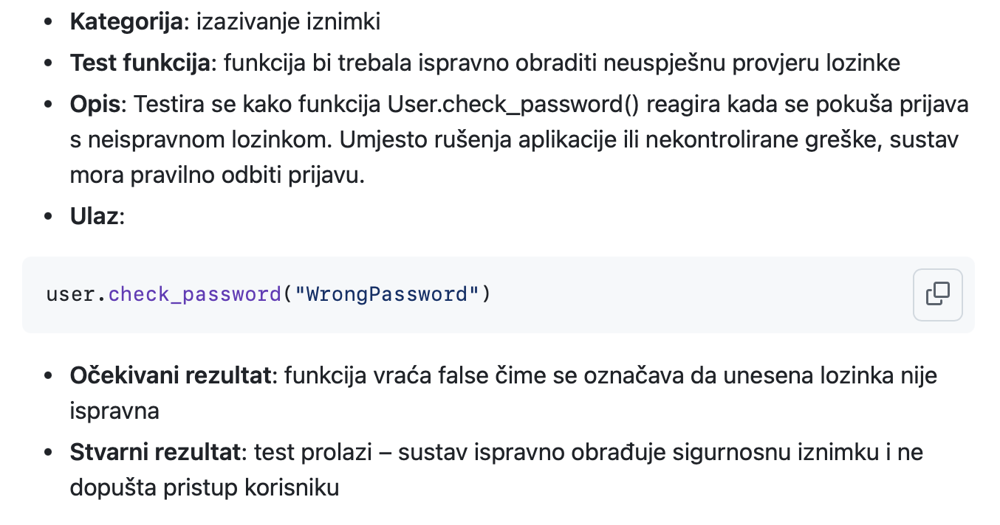 • Kategorija: izazivanje iznimki
• Test funkcija: funkcija bi trebala ispravno obraditi neuspješnu provjeru lozinke
• Opis: Testira se kako funkcija User.check_password() reagira kada se pokuša prijava
s neispravnom lozinkom. Umjesto rušenja aplikacije ili nekontrolirane greške, sustav
mora pravilno odbiti prijavu.
• Ulaz:
user.check_password("WrongPassword")
• Očekivani rezultat: funkcija vraća false čime se označava da unesena lozinka nije
ispravna
• Stvarni rezultat: test prolazi – sustav ispravno obrađuje sigurnosnu iznimku i ne
dopušta pristup korisniku